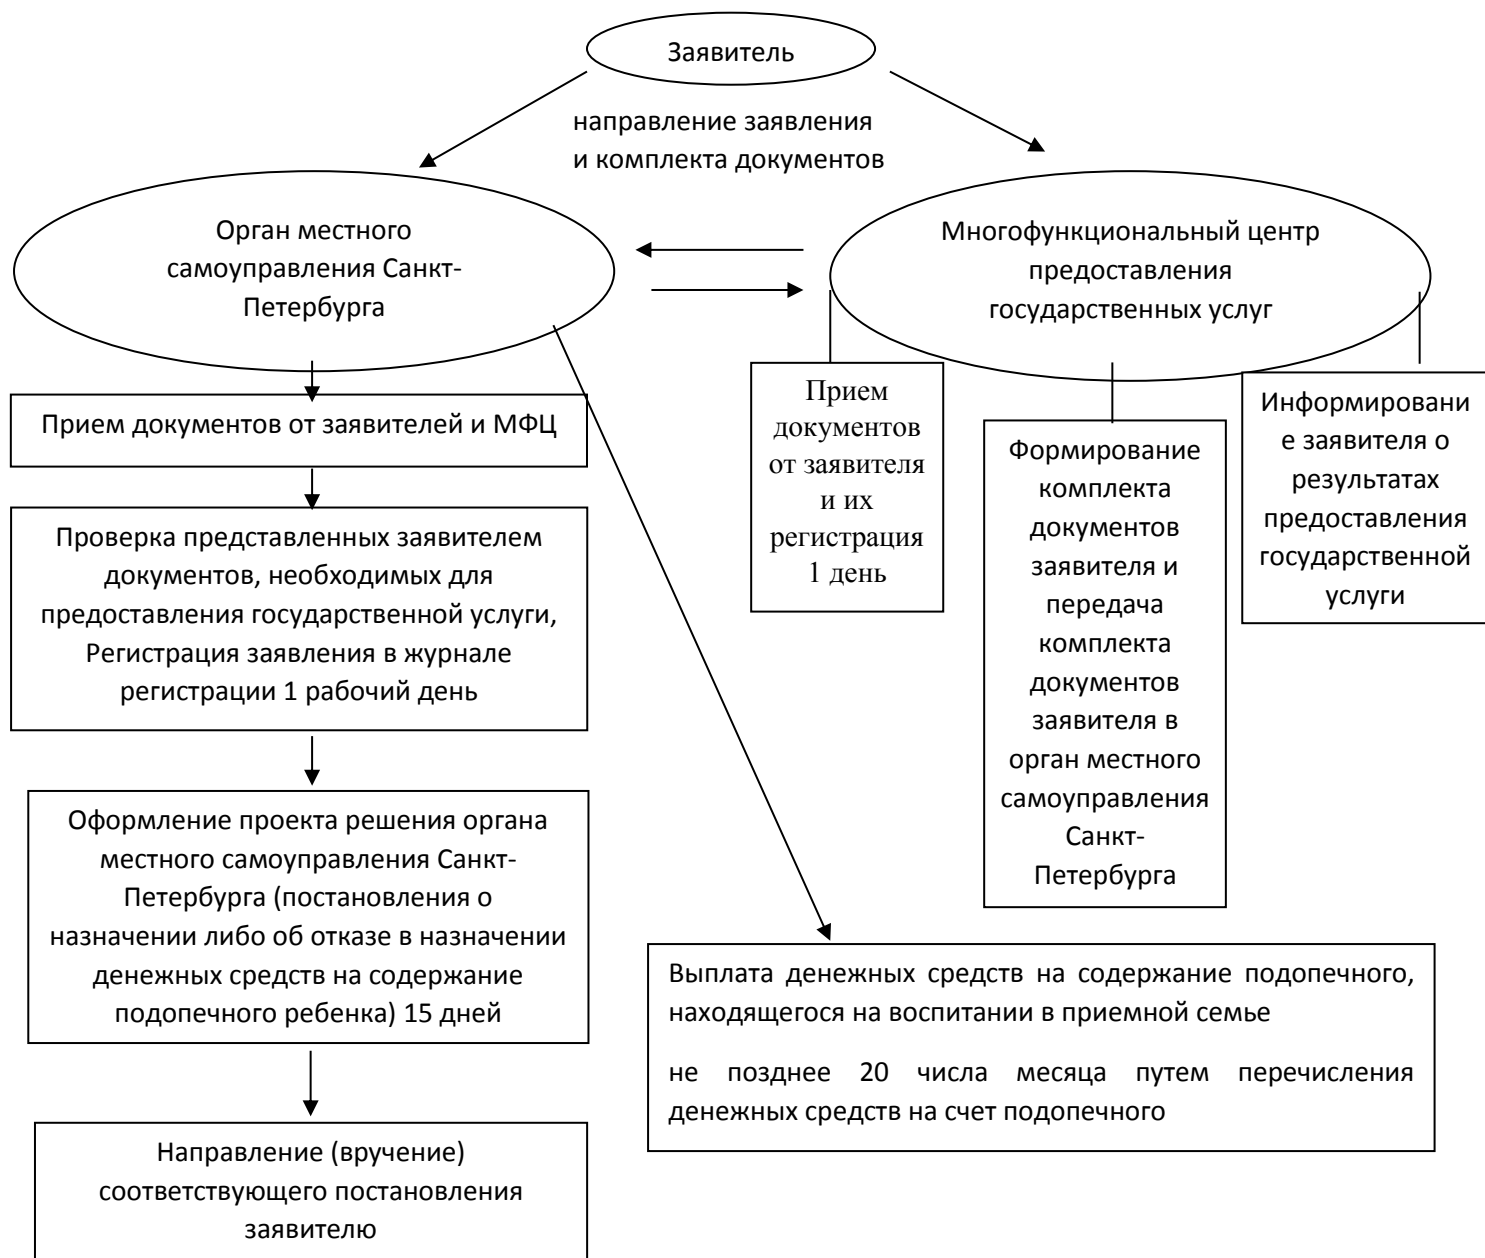 Заявитель
направление заявления
и комплекта документов
Орган местного
самоуправления Санкт-
Петербурга
Многофункциональный центр
предоставления
государственных услуг
Прием документов от заявителей и МФЦ
Проверка представленных заявителем
документов, необходимых для
предоставления государственной услуги,
Регистрация заявления в журнале
регистрации 1 рабочий день
Оформление проекта решения органа
местного самоуправления Санкт-
Петербурга (постановления о
назначении либо об отказе в назначении
денежных средств на содержание
подопечного ребенка) 15 дней
Направление (вручение)
соответствующего постановления
заявителю
Прием
документов
от заявителя
и их
регистрация
1 день
Формирование
комплекта
документов
заявителя и
передача
комплекта
документов
заявителя в
орган местного
самоуправления
Санкт-
Петербурга
Информировани
е заявителя о
результатах
предоставления
государственной
услуги
Выплата денежных средств на содержание подопечного,
находящегося на воспитании в приемной семье
не позднее 20 числа месяца путем перечисления
денежных средств на счет подопечного